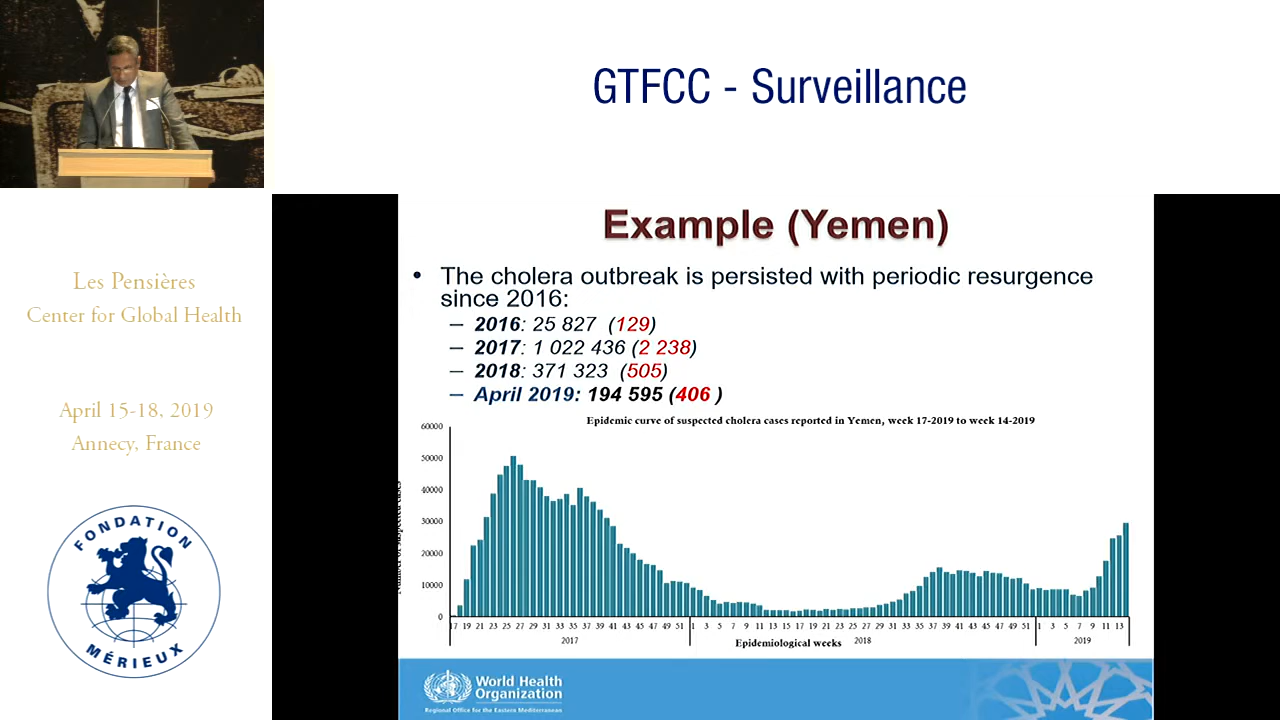 GTFCC - Surveillance
Les Pensières
Center for Global Health
April 15-18, 2019
Annecy, France
FONDATION
MÉRIEUX
Example (Yemen)
• The cholera outbreak is persisted with periodic resurgence
since 2016:
– 2016: 25 827 (129)
– 2017: 1 022 436 (2 238)
– 2018: 371 323 (505)
– April 2019: 194 595 (406 )
Epidemic curve of suspected cholera cases reported in Yemen, week 17-2019 to week 14-2019
60000
50000
40000
30000
20000
10000
0
Number of suspected cases
17 19 21 23 25 27 29 31 33 35 37 39 41 43 45 47 49 51 1 3 5 7 9 11 13 15 17 19 21 23 25 27 29 31 33 35 37 39 41 43 45 47 49 51 1 3 5 7 9 11 13
2017 2018 2019
Epidemiological weeks
World Health
Organization
Regional Office for the Eastern Mediterranean